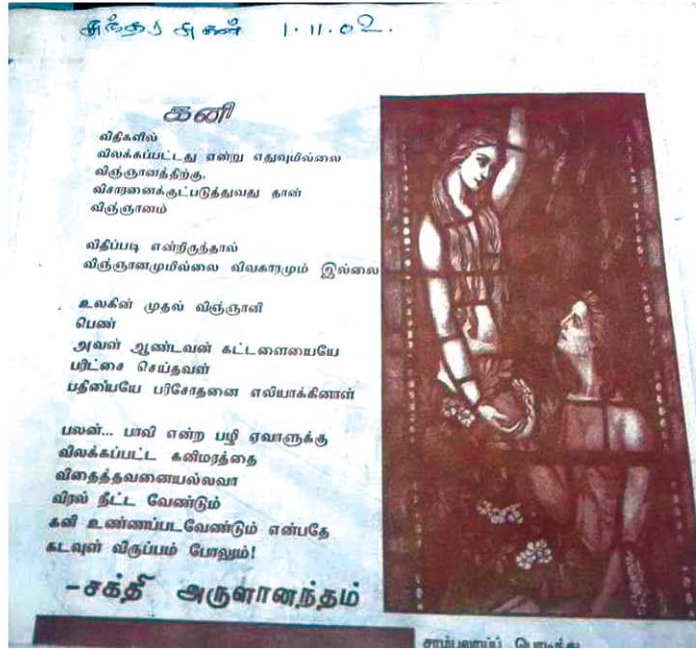 சுந்தர சுகன் 1.11.02.
கனி
விதிகளில்
விலக்கப்பட்டது என்று எதுவுமில்லை
விஞ்ஞானத்திற்கு.
விசாரனைக்குட்படுத்துவது தான்
விஞ்ஞானம்
விதிப்படி என்றிருந்தால்
விஞ்ஞானமுமில்லை விவகாரமும் இல்லை
உலகின் முதல் விஞ்ஞானி
பெண்
அவள் ஆண்டவன் கட்டளையையே
பரிட்சை செய்தவள்
பதியையே பரிசோதனை எலியாக்கினாள்
பலன்... பாவி என்ற பழி ஏவாளுக்கு
விலக்கப்பட்ட கனிமரத்தை
விதைத்தவனையல்லவா
விரல் நீட்ட வேண்டும்
கனி உண்ணப்படவேண்டும் என்பதே
கடவுள் விருப்பம் போலும்!
-சக்தி அருளானந்தம்